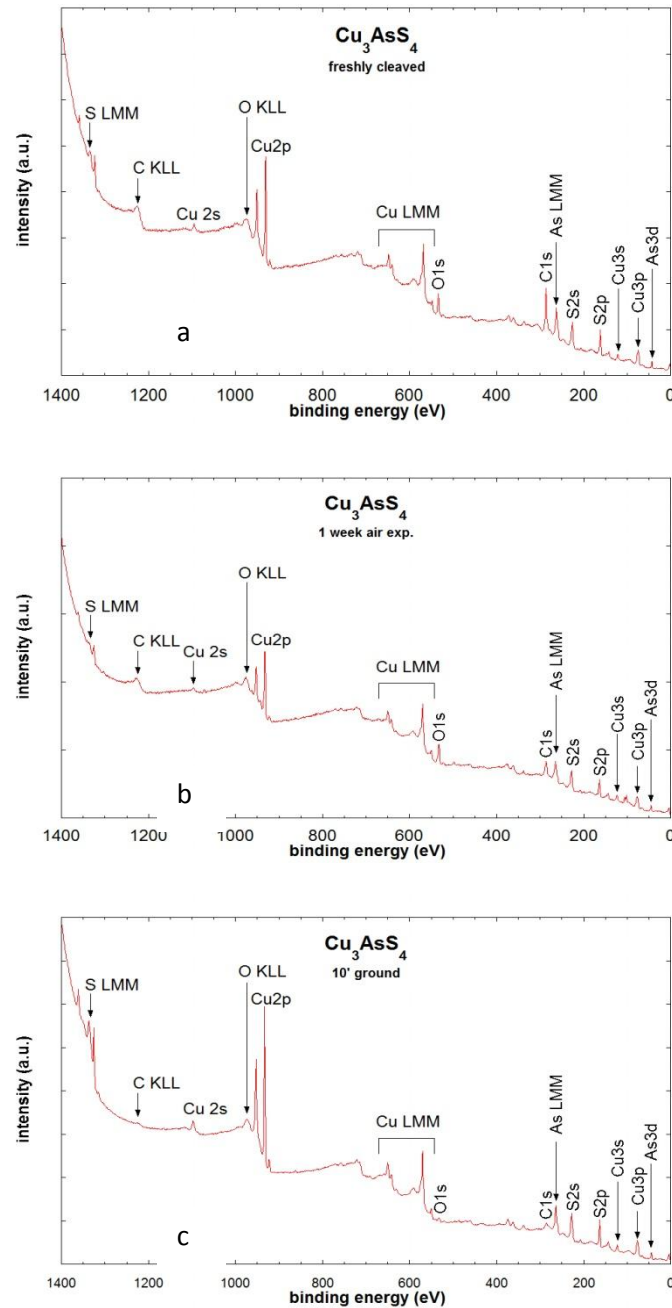 Cu₃AsS₄
freshly cleaved
S LMM
C KLL
Cu 2s
O KLL
Cu2p
Cu LMM
O1s
C1s
As LMM
S2s
S2p
Cu3s
Cu3p
As3d
intensity (a.u.)
a
1400 1200 1000 800 600 400 200 0
binding energy (eV)
Cu₃AsS₄
1 week air exp.
S LMM
C KLL
Cu 2s
O KLL
Cu2p
Cu LMM
O1s
C1s
As LMM
S2s
S2p
Cu3s
Cu3p
As3d
intensity (a.u.)
b
1400 1200 1000 800 600 400 200 0
binding energy (eV)
Cu₃AsS₄
10' ground
S LMM
C KLL
Cu 2s
O KLL
Cu2p
Cu LMM
O1s
C1s
As LMM
S2s
S2p
Cu3s
Cu3p
As3d
intensity (a.u.)
c
1400 1200 1000 800 600 400 200 0
binding energy (eV)